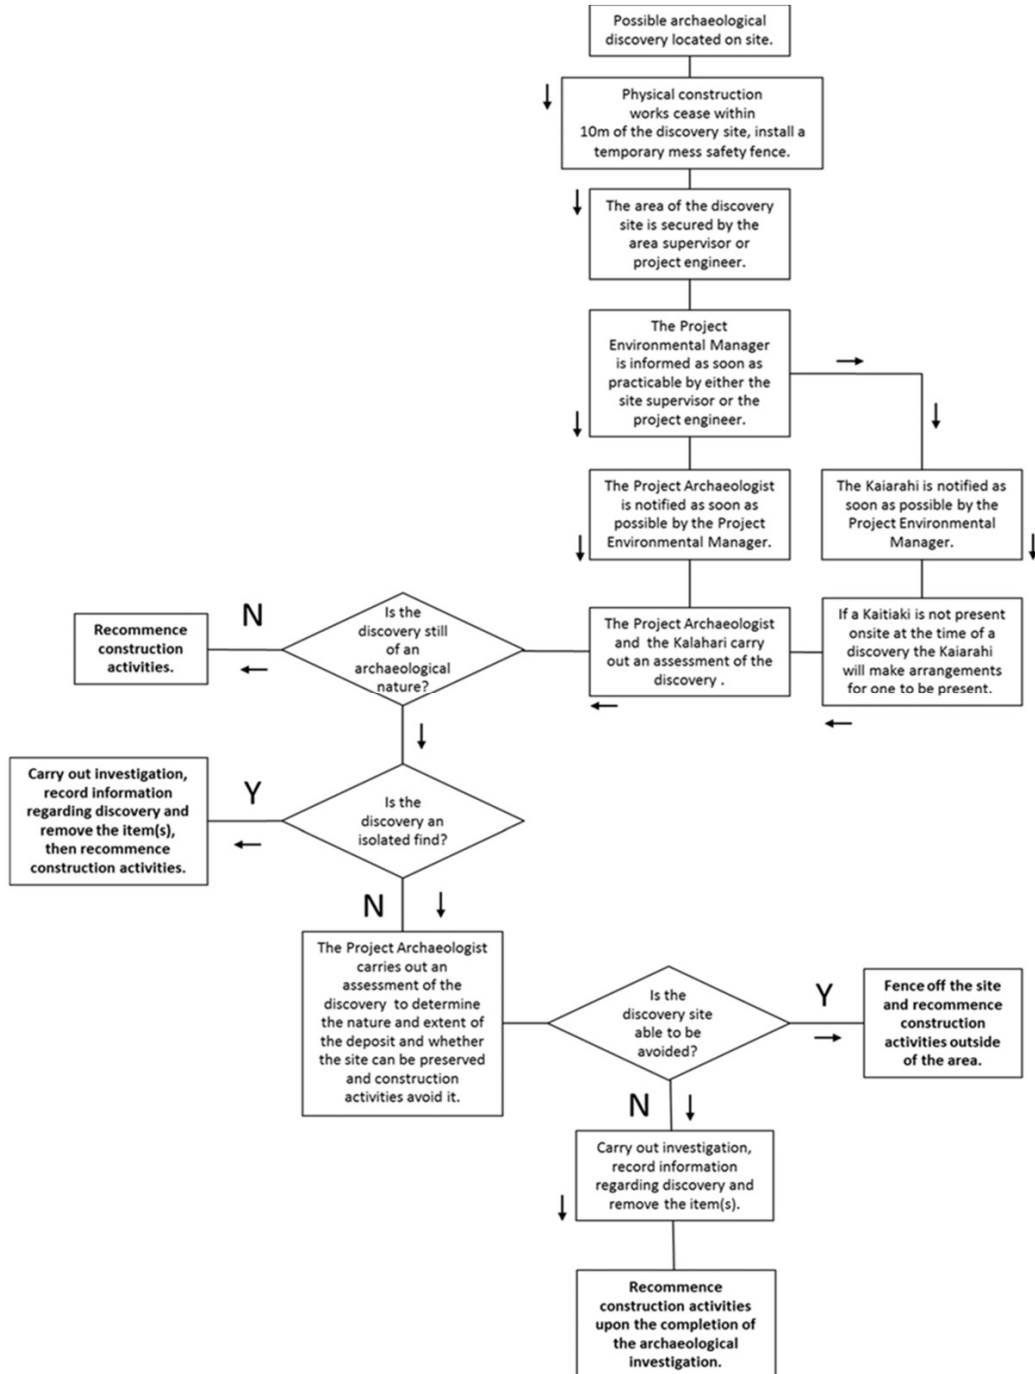 Possible archaeological
discovery located on site.
Physical construction
works cease within
10m of the discovery site, install a
temporary mess safety fence.
The area of the discovery
site is secured by the
area supervisor or
project engineer.
The Project
Environmental Manager
is informed as soon as
practicable by either the
site supervisor or the
project engineer.
The Project Archaeologist
is notified as soon as
possible by the Project
Environmental Manager.
The Kaiarahi is notified as
soon as possible by the
Project Environmental
Manager.
If a Kaitiaki is not present
onsite at the time of a
discovery the Kaiarahi
will make arrangements
for one to be present.
The Project Archaeologist
and the Kalahari carry
out an assessment of the
discovery .
Is the
discovery still
of an
archaeological
nature?
N
Recommence
construction
activities.
Is the
discovery an
isolated find?
Y
Carry out investigation,
record information
regarding discovery and
remove the item(s),
then recommence
construction activities.
N
The Project Archaeologist
carries out an
assessment of the
discovery to determine
the nature and extent of
the deposit and whether
the site can be preserved
and construction
activities avoid it.
Is the
discovery site
able to be
avoided?
Y
Fence off the site
and recommence
construction
activities outside
of the area.
N
Carry out investigation,
record information
regarding discovery and
remove the item(s).
Recommence
construction activities
upon the completion of
the archaeological
investigation.